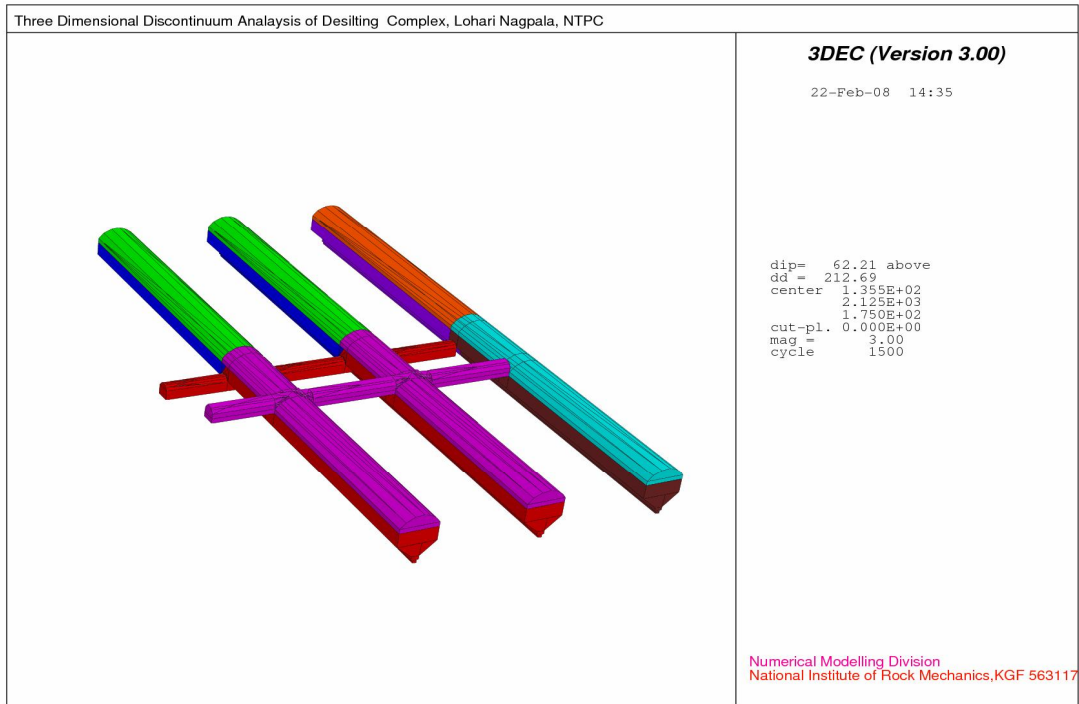 Three Dimensional Discontinuum Analaysis of Desilting Complex, Lohari Nagpala, NTPC
3DEC (Version 3.00)
22-Feb-08 14:35
dip= 62.21 above
dd = 212.69
center 1.355E+02
2.125E+03
1.750E+02
cut-pl. 0.000E+00
mag = 3.00
cycle 1500
Numerical Modelling Division
National Institute of Rock Mechanics,KGF 563117